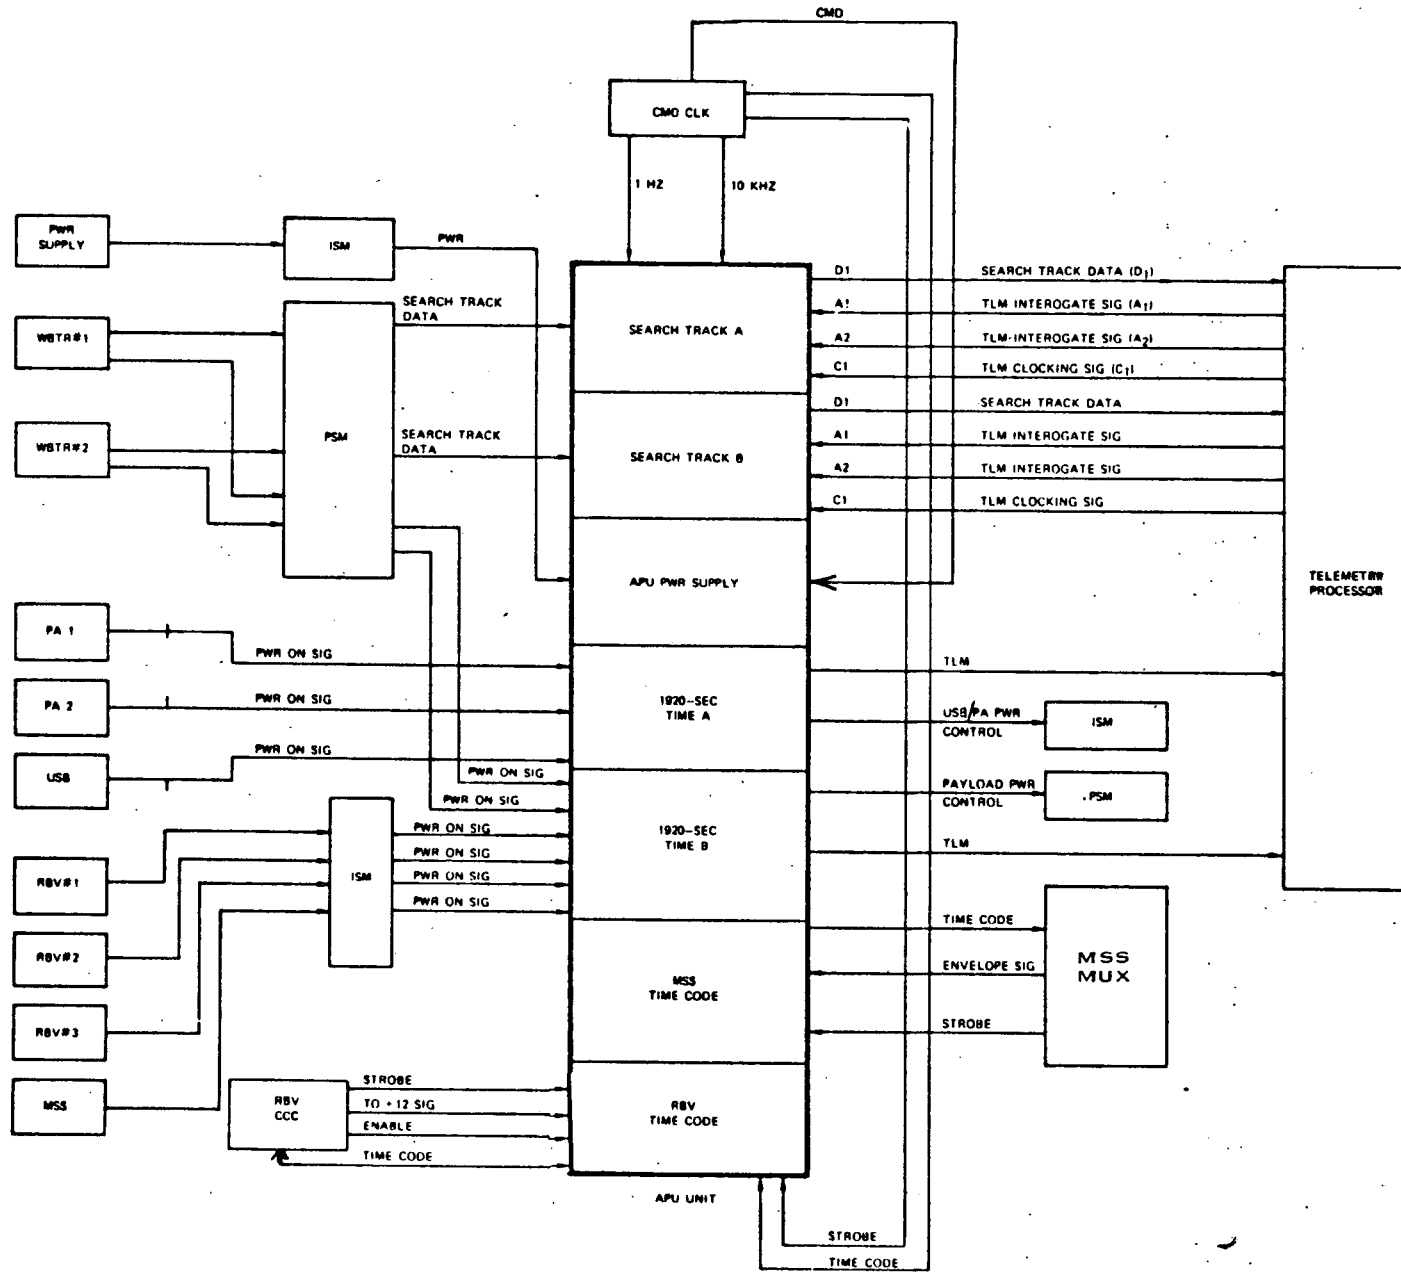 CMD
CMD CLK
1 HZ
10 KHZ
PWR
SUPPLY
ISM
PWR
WBTR#1
WBTR#2
PSM
SEARCH TRACK
DATA
SEARCH TRACK
DATA
SEARCH TRACK A
SEARCH TRACK B
APU PWR SUPPLY
1920-SEC
TIME A
1920-SEC
TIME B
MSS
TIME CODE
RBV
TIME CODE
APU UNIT
D1 SEARCH TRACK DATA (D1)
A1 TLM INTEROGATE SIG (A1)
A2 TLM-INTEROGATE SIG (A2)
C1 TLM CLOCKING SIG (C1)
D1 SEARCH TRACK DATA
A1 TLM INTEROGATE SIG
A2 TLM INTEROGATE SIG
C1 TLM CLOCKING SIG
TELEMETRY
PROCESSOR
PA 1
PWR ON SIG
PA 2
PWR ON SIG
USB
PWR ON SIG
PWR ON SIG
PWR ON SIG
PWR ON SIG
PWR ON SIG
PWR ON SIG
PWR ON SIG
RBV#1
RBV#2
RBV#3
MSS
ISM
RBV
CCC
STROBE
TO + 12 SIG
ENABLE
TIME CODE
TLM
USB/PA PWR
CONTROL
ISM
PAYLOAD PWR
CONTROL
PSM
TLM
TIME CODE
ENVELOPE SIG
STROBE
MSS
MUX
STROBE
TIME CODE